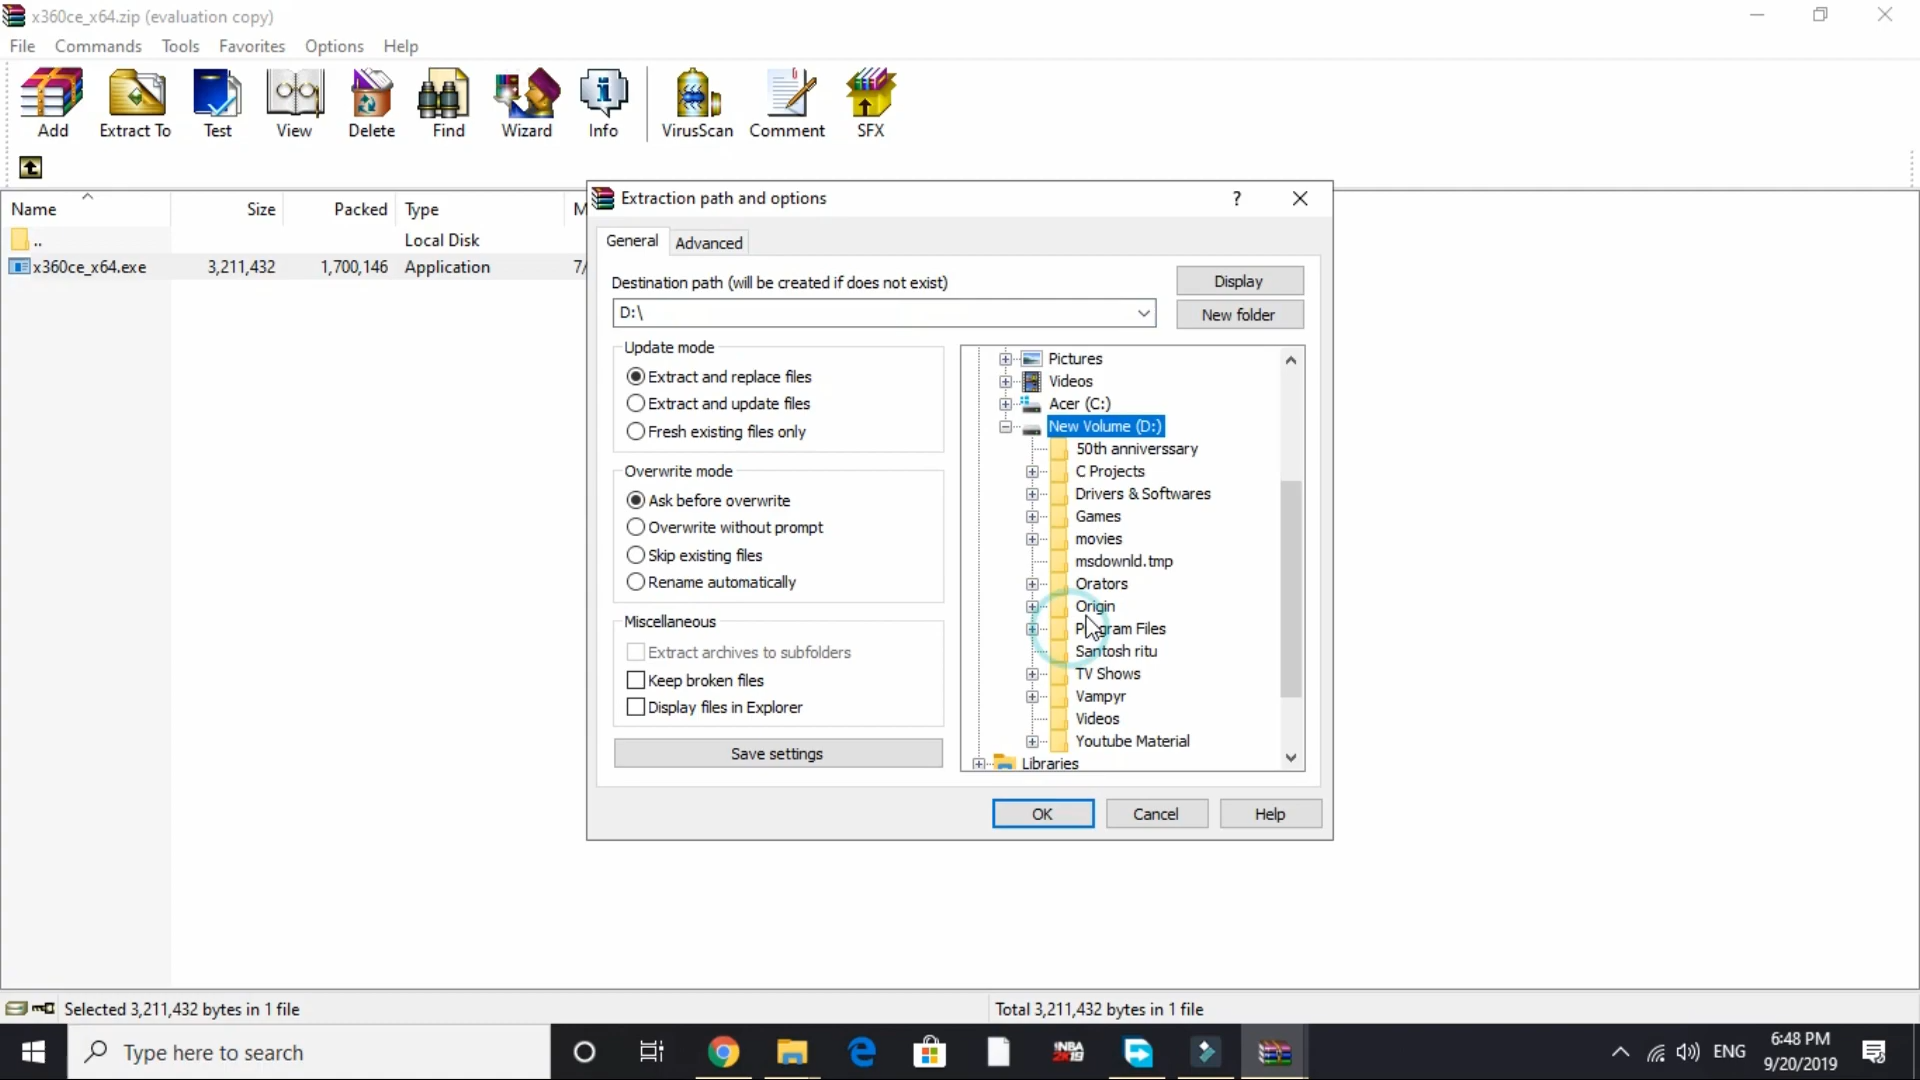 x360ce_x64.zip (evaluation copy)
File Commands Tools Favorites Options Help
Add Extract To Test View Delete Find Wizard Info VirusScan Comment SFX
Name Size Packed Type M
.. Local Disk
x360ce_x64.exe 3,211,432 1,700,146 Application 7/
Extraction path and options ?
General Advanced
Destination path (will be created if does not exist)
Display
D:\
New folder
Update mode
Extract and replace files
Extract and update files
Fresh existing files only
Overwrite mode
Ask before overwrite
Overwrite without prompt
Skip existing files
Rename automatically
Miscellaneous
Extract archives to subfolders
Keep broken files
Display files in Explorer
Save settings
Pictures
Videos
Acer (C:)
New Volume (D:)
50th anniverssary
C Projects
Drivers & Softwares
Games
movies
msdownld.tmp
Orators
Origin
Program Files
Santosh ritu
TV Shows
Vampyr
Videos
Youtube Material
Libraries
OK Cancel Help
Selected 3,211,432 bytes in 1 file
Total 3,211,432 bytes in 1 file
Type here to search
NBA
2K19
ENG
6:48 PM
9/20/2019